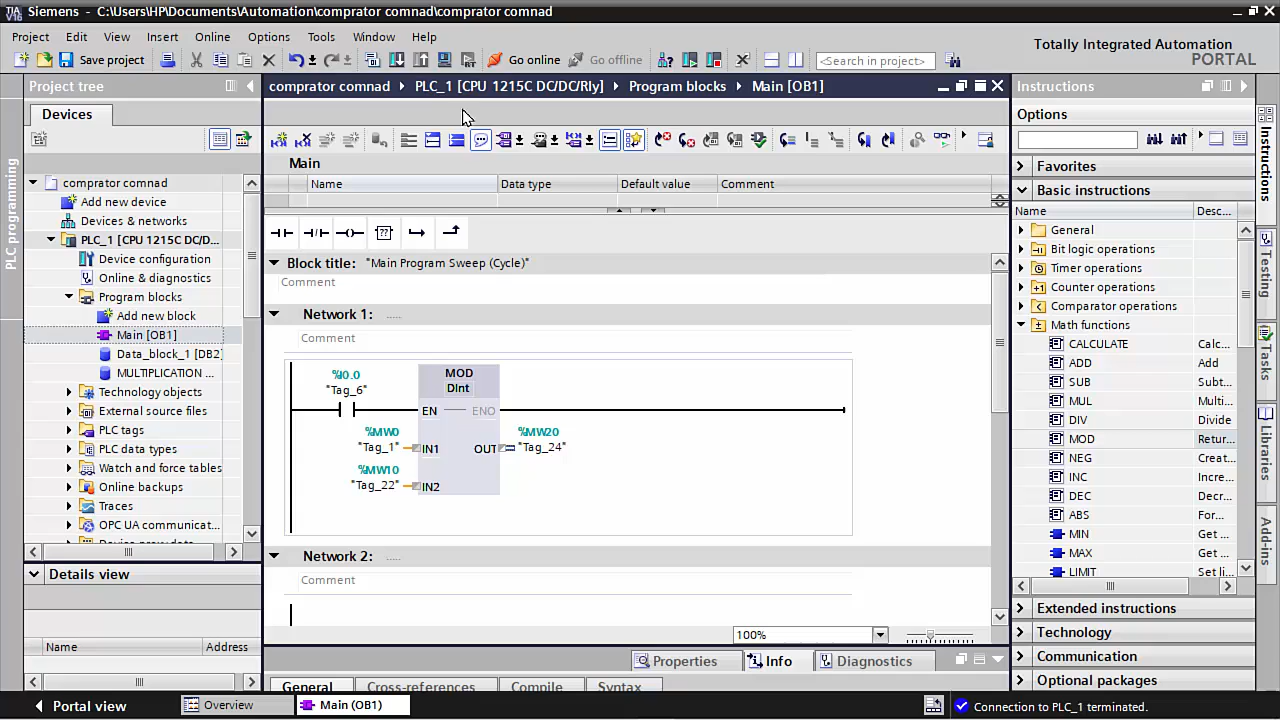 TIA V16 Siemens - C:\Users\HP\Documents\Automation\comprator comnad\comprator comnad
Project Edit View Insert Online Options Tools Window Help
Totally Integrated Automation
PORTAL
Save project Go online Go offline <Search in project>
Project tree
comprator comnad PLC_1 [CPU 1215C DC/DC/Rly] Program blocks Main [OB1]
Instructions
Devices
Options
Main
Name Data type Default value Comment
comprator comnad
Add new device
Devices & networks
PLC_1 [CPU 1215C DC/D...
Device configuration
Online & diagnostics
Program blocks
Add new block
Main [OB1]
Data_block_1 [DB2]
MULTIPLICATION ...
Technology objects
External source files
PLC tags
PLC data types
Watch and force tables
Online backups
Traces
OPC UA communicat...
Details view
Name Address
PLC programming
Block title: "Main Program Sweep (Cycle)"
Comment
Network 1: .....
Comment
%I0.0
"Tag_6"
MOD
DInt
EN ENO
%MW0
"Tag_1" IN1
%MW20
OUT "Tag_24"
%MW10
"Tag_22" IN2
Network 2: .....
Comment
100%
Properties Info Diagnostics
General Cross-references Compile Syntax
Favorites
Basic instructions
Name Desc...
General
Bit logic operations
Timer operations
Counter operations
Comparator operations
Math functions
CALCULATE Calc...
ADD Add
SUB Subt...
MUL Multi...
DIV Divide
MOD Retur...
NEG Creat...
INC Incre...
DEC Decr...
ABS For...
MIN Get ...
MAX Get ...
LIMIT Set li...
Extended instructions
Technology
Communication
Optional packages
Instructions
Testing
Tasks
Libraries
Add-ins
Portal view Overview Main (OB1) Connection to PLC_1 terminated.